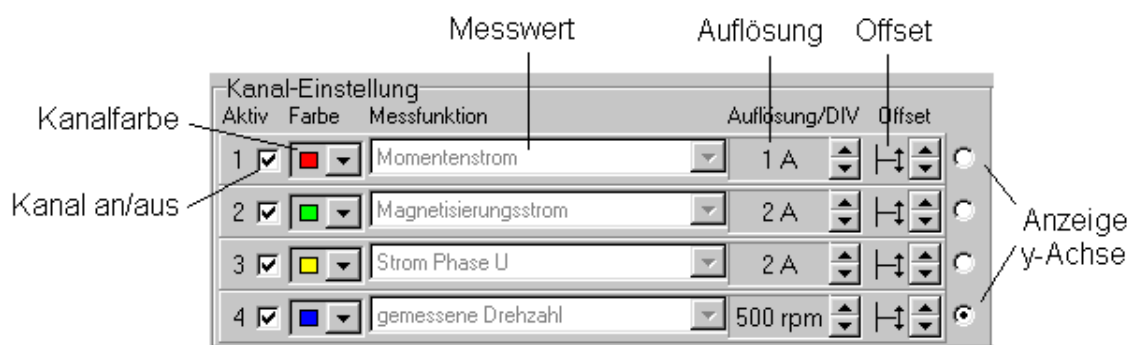 Messwert Auflösung Offset
Kanal-Einstellung
Kanalfarbe Aktiv Farbe Messfunktion Auflösung/DIV Offset
1 Momentenstrom 1 A
Kanal an/aus
2 Magnetisierungsstrom 2 A
Anzeige
y-Achse
3 Strom Phase U 2 A
4 gemessene Drehzahl 500 rpm